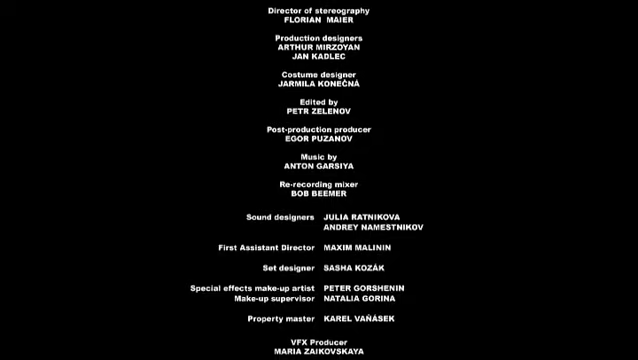 Director of stereography
FLORIAN MAIER
Production designers
ARTHUR MIRZOYAN
JAN KADLEC
Costume designer
JARMILA KONEČNÁ
Edited by
PETR ZELENOV
Post-production producer
EGOR PUZANOV
Music by
ANTON GARSIYA
Re-recording mixer
BOB BEEMER
Sound designers JULIA RATNIKOVA
ANDREY NAMESTNIKOV
First Assistant Director MAXIM MALININ
Set designer SASHA KOZÁK
Special effects make-up artist PETER GORSHENIN
Make-up supervisor NATALIA GORINA
Property master KAREL VAŇÁSEK
VFX Producer
MARIA ZAIKOVSKAYA